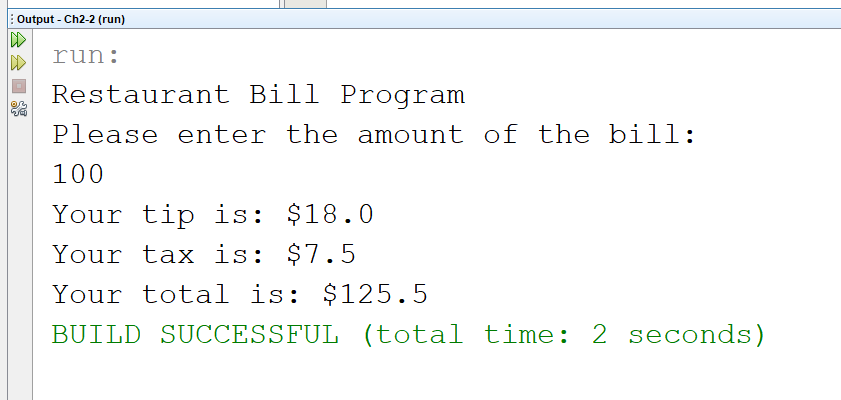 Output - Ch2-2 (run)
run:
Restaurant Bill Program
Please enter the amount of the bill:
100
Your tip is: $18.0
Your tax is: $7.5
Your total is: $125.5
BUILD SUCCESSFUL (total time: 2 seconds)